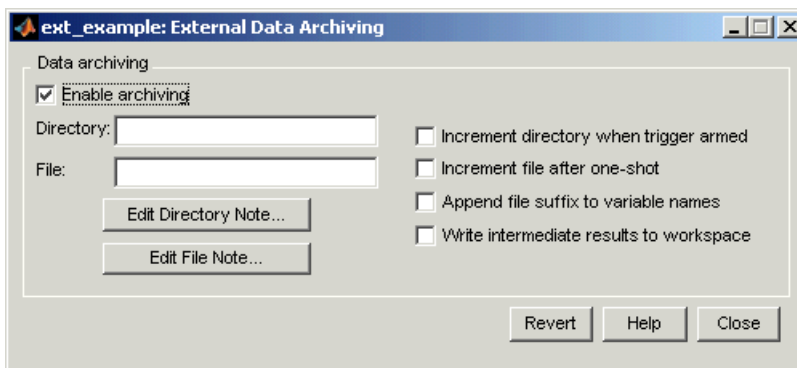 ext_example: External Data Archiving
Data archiving
Enable archiving
Directory:
File:
Edit Directory Note...
Edit File Note...
Increment directory when trigger armed
Increment file after one-shot
Append file suffix to variable names
Write intermediate results to workspace
Revert
Help
Close